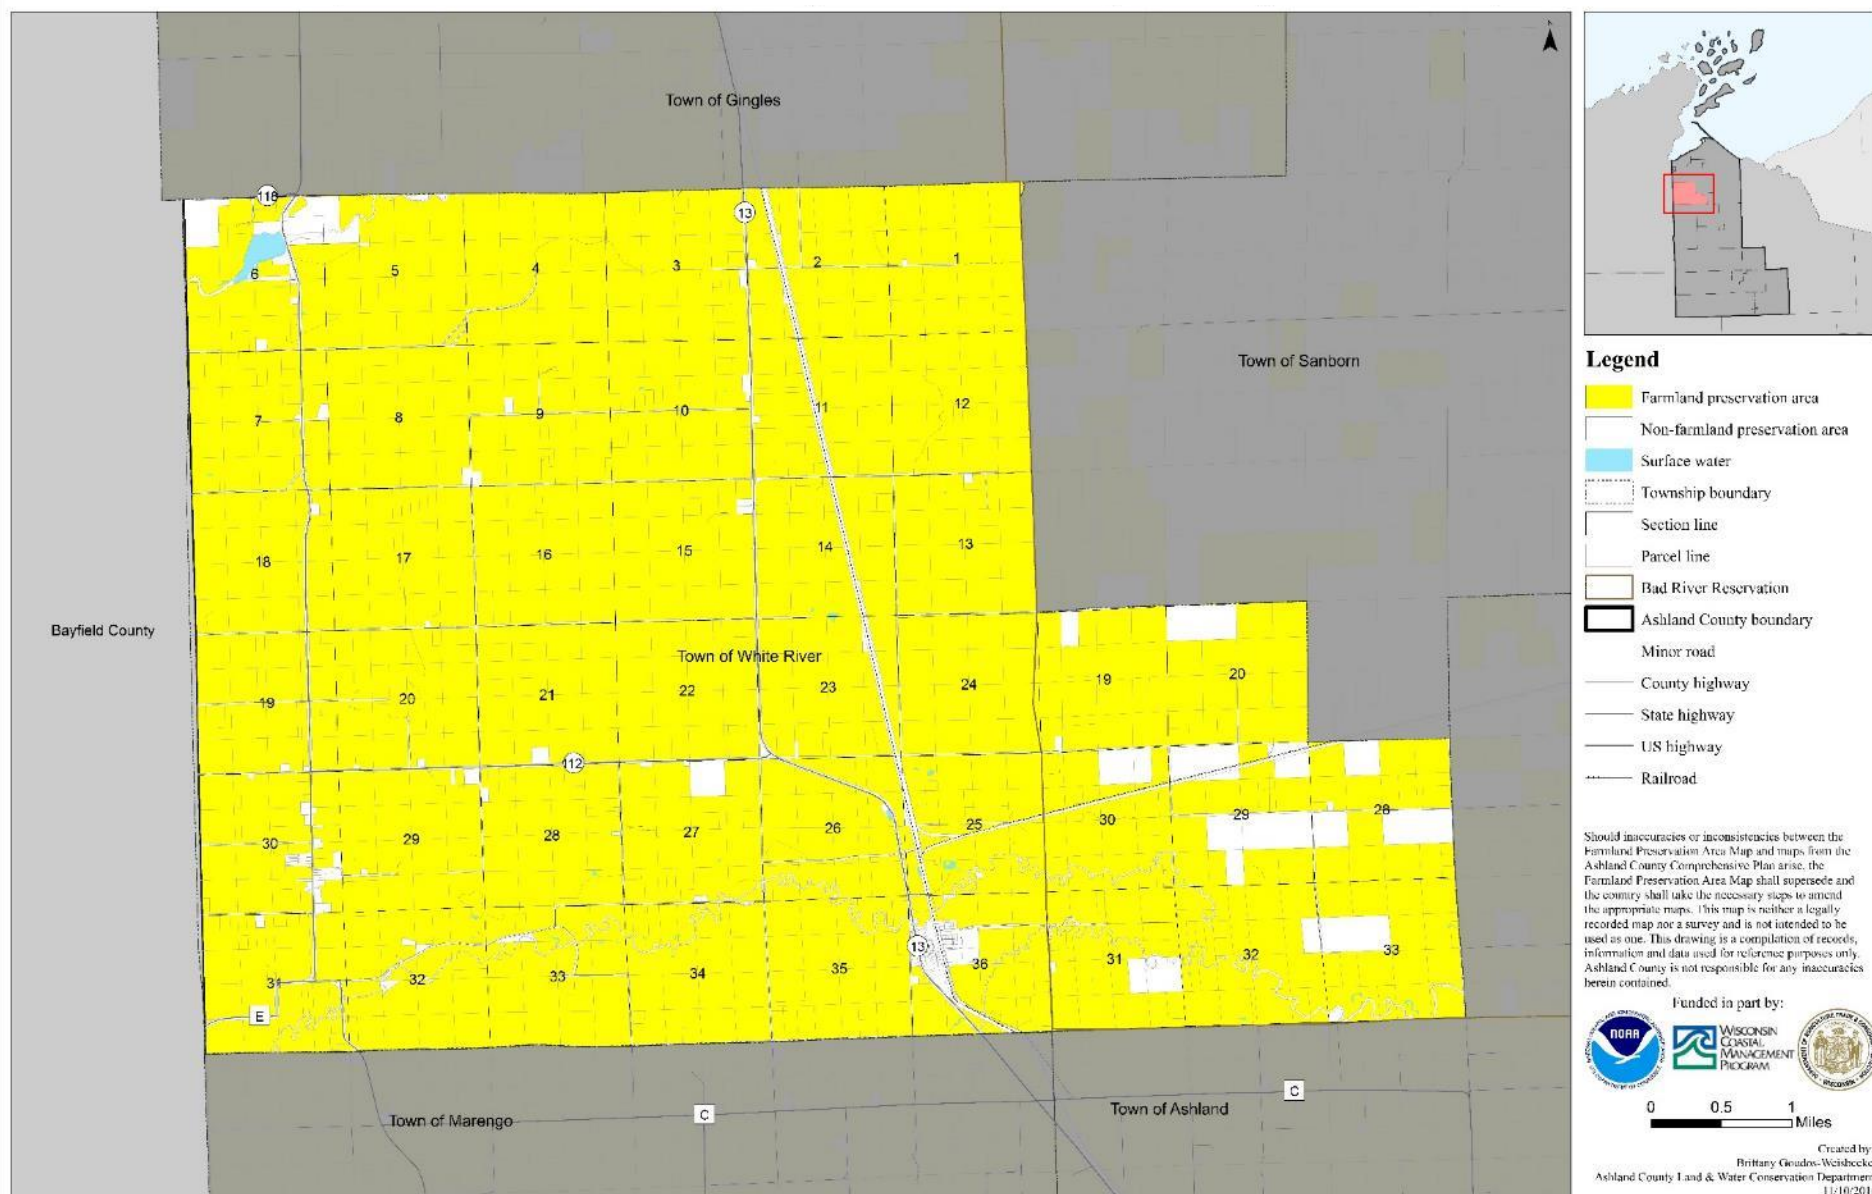 Town of Gingles
118
13
6
5
4
3
2
1
Town of Sanborn
7
8
9
10
11
12
18
17
16
15
14
13
Bayfield County
Town of White River
19
20
21
22
23
24
19
20
112
30
29
28
27
26
25
30
29
28
13
31
32
33
34
35
36
31
32
33
E
Town of Marengo
C
Town of Ashland
C
Legend
Farmland preservation area
Non-farmland preservation area
Surface water
Township boundary
Section line
Parcel line
Bad River Reservation
Ashland County boundary
Minor road
County highway
State highway
US highway
Railroad
Should inaccuracies or inconsistencies between the
Farmland Preservation Area Map and maps from the
Ashland County Comprehensive Plan arise, the
Farmland Preservation Area Map shall supersede and
the country shall take the necessary steps to amend
the appropriate maps. This map is neither a legally
recorded map nor a survey and is not intended to be
used as one. This drawing is a compilation of records,
information and data used for reference purposes only.
Ashland County is not responsible for any inaccuracies
herein contained.
Funded in part by:
NOAA
WISCONSIN
COASTAL
MANAGEMENT
PROGRAM
0 0.5 1
Miles
Created by
Brittany
Ashland County Land & Water Conservation Departmen
11/10/201